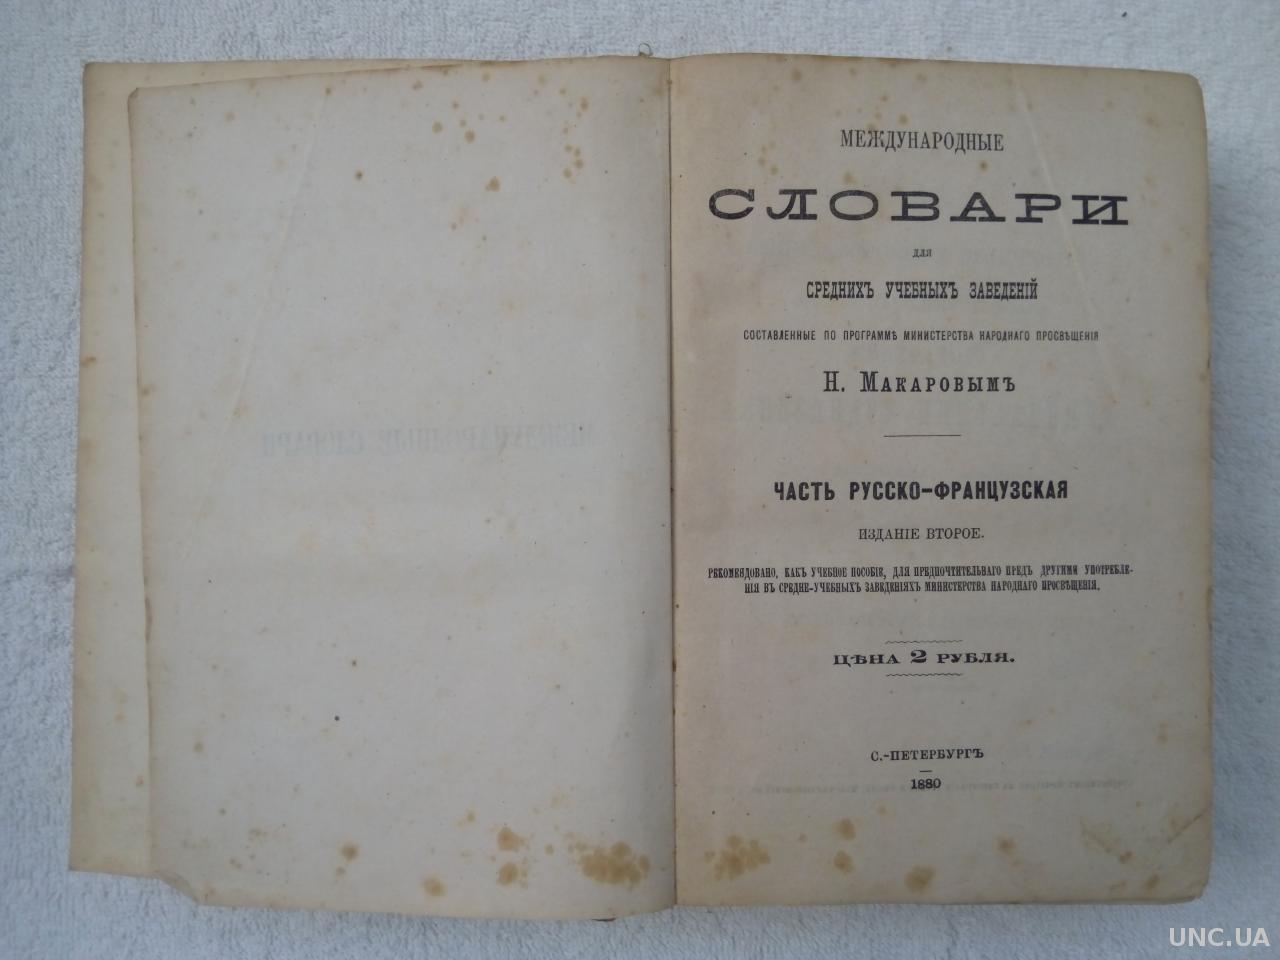 МЕЖДУНАРОДНЫЕ СЛОВАРИ
МЕЖДУНАРОДНЫЕ
СЛОВАРИ
для
СРЕДНИХЪ УЧЕБНЫХЪ ЗАВЕДЕНІЙ
СОСТАВЛЕННЫЕ ПО ПРОГРАММѢ МИНИСТЕРСТВА НАРОДНАГО ПРОСВѢЩЕНІЯ
Н. Макаровымъ
ЧАСТЬ РУССКО-ФРАНЦУЗСКАЯ
ИЗДАНІЕ ВТОРОЕ.
РЕКОМЕНДОВАНО, КАКЪ УЧЕБНОЕ ПОСОБІЕ, ДЛЯ ПРЕДПОЧТИТЕЛЬНАГО ПРЕДЪ ДРУГИМИ УПОТРЕБЛЕ-
НІЯ ВЪ СРЕДНЕ-УЧЕБНЫХЪ ЗАВЕДЕНІЯХЪ МИНИСТЕРСТВА НАРОДНАГО ПРОСВѢЩЕНІЯ.
ЦѢНА 2 РУБЛЯ.
С.-ПЕТЕРБУРГЪ
1880
UNC.UA